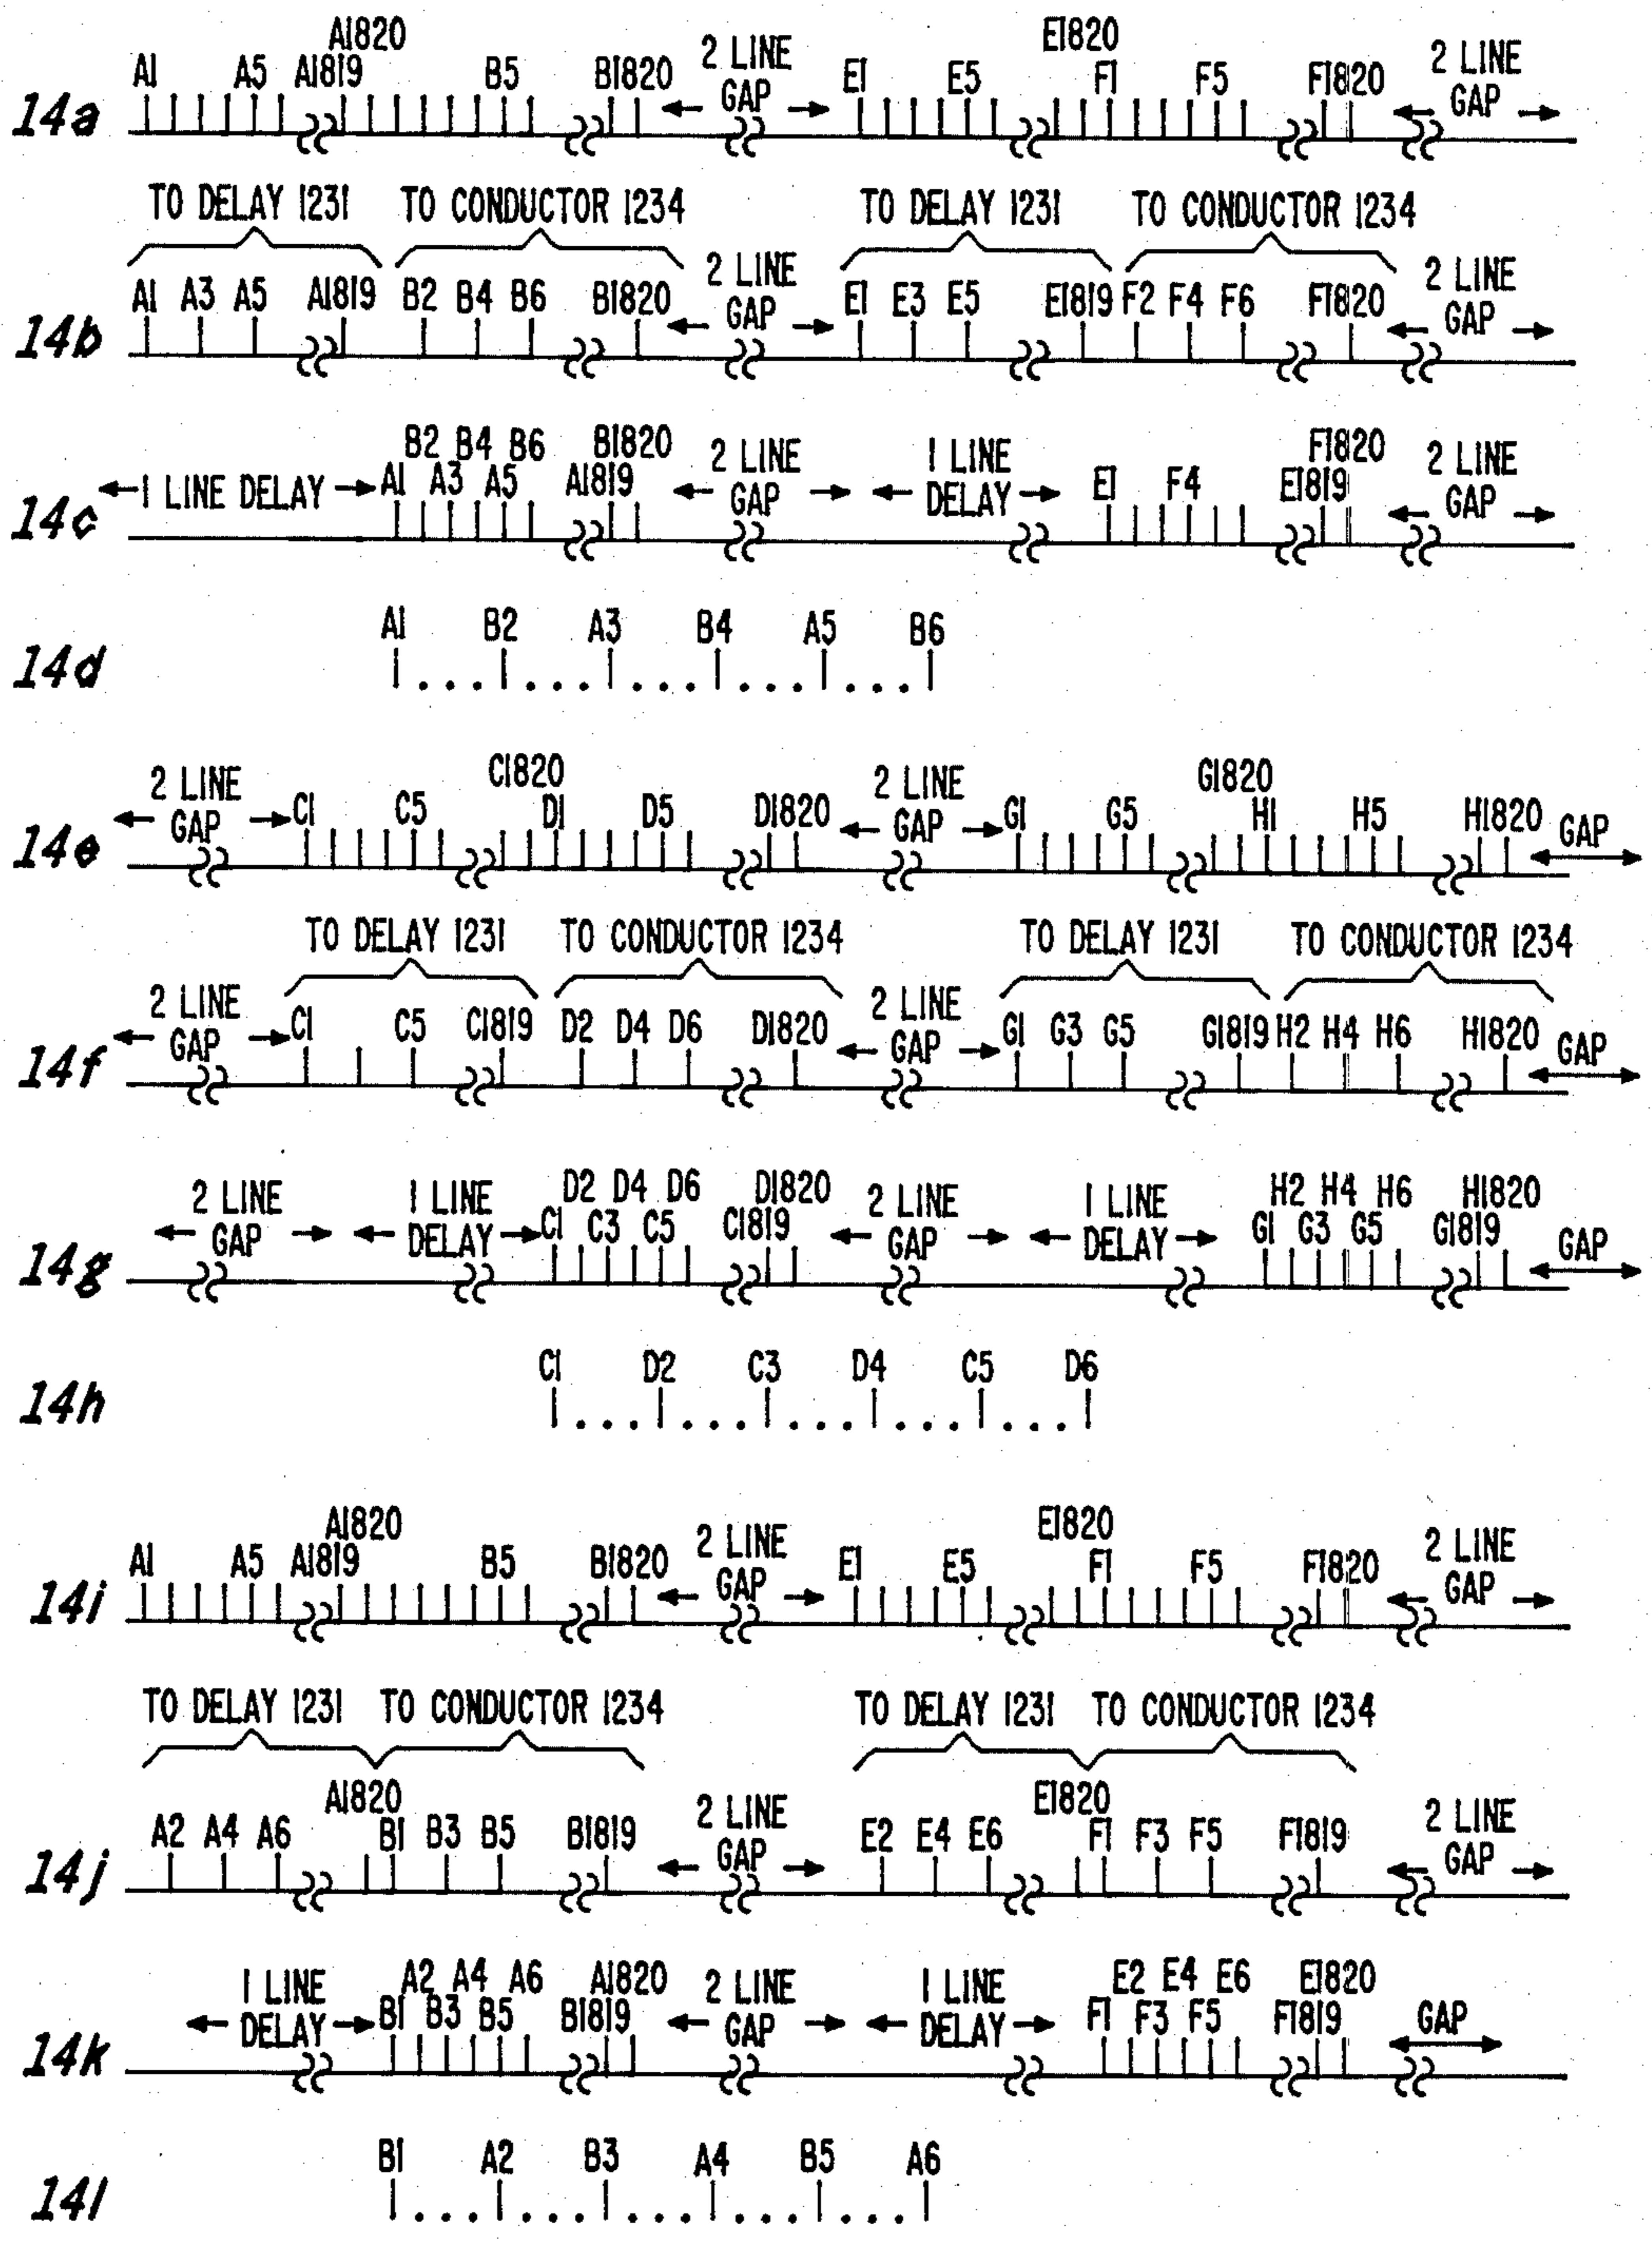 A1820 E1820
A1 A5 A1819 B5 B1820 2 LINE E1 E5 F1 F5 F1820 2 LINE
14a GAP GAP
TO DELAY 1231 TO CONDUCTOR 1234 TO DELAY 1231 TO CONDUCTOR 1234
2 LINE 2 LINE
A1 A3 A5 A1819 B2 B4 B6 B1820 GAP E1 E3 E5 E1819 F2 F4 F6 F1820 GAP
14b
B2 B4 B6 B1820 2 LINE 1 LINE F1820 2 LINE
14c 1 LINE DELAY A1 A3 A5 A1819 GAP DELAY E1 F4 E1819 GAP
A1 B2 A3 B4 A5 B6
14d . . . . . . . . . . . . . . .
C1820 G1820
2 LINE C1 C5 D1 D5 D1820 2 LINE G1 G5 H1 H5 H1820
14e GAP GAP GAP
TO DELAY 1231 TO CONDUCTOR 1234 TO DELAY 1231 TO CONDUCTOR 1234
2 LINE C1 C5 C1819 D2 D4 D6 D1820 2 LINE G1 G3 G5 G1819 H2 H4 H6 H1820
14f GAP GAP GAP
2 LINE 1 LINE D2 D4 D6 D1820 2 LINE 1 LINE H2 H4 H6 H1820
14g GAP DELAY C1 C3 C5 C1819 GAP DELAY G1 G3 G5 G1819 GAP
C1 D2 C3 D4 C5 D6
14h . . . . . . . . . . . . . . .
A1820 E1820
A1 A5 A1819 B5 B1820 2 LINE E1 E5 F1 F5 F1820 2 LINE
14i GAP GAP
TO DELAY 1231 TO CONDUCTOR 1234 TO DELAY 1231 TO CONDUCTOR 1234
A1820 2 LINE E1820 2 LINE
A2 A4 A6 B1 B3 B5 B1819 GAP E2 E4 E6 F1 F3 F5 F1819 GAP
14j
1 LINE A2 A4 A6 A1820 2 LINE 1 LINE E2 E4 E6 E1820
14k DELAY B1 B3 B5 B1819 GAP DELAY F1 F3 F5 F1819 GAP
B1 A2 B3 A4 B5 A6
14l . . . . . . . . . . . . . . .